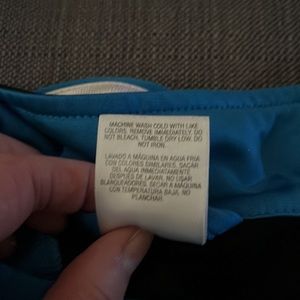 MACHINE WASH COLD WITH LIKE
COLORS. REMOVE IMMEDIATELY. DO
NOT BLEACH. TUMBLE DRY LOW. DO
NOT IRON.
LAVADO A MÁQUINA EN AGUA FRIA
CON COLORES SIMILARES. SACAR
DEL AGUA INMEDIATAMENTE
DESPUES DE LAVAR. NO USAR
BLANQUEADORES. SECAR A MÁQUINA
CON TEMPERATURA BAJA. NO
PLANCHAR.